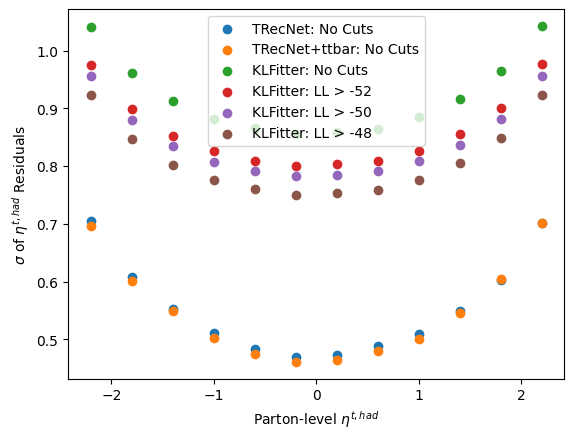 TRecNet: No Cuts
TRecNet+ttbar: No Cuts
KLFitter: No Cuts
KLFitter: LL > -52
KLFitter: LL > -50
KLFitter: LL > -48
σ of η^{t,had} Residuals
1.0
0.9
0.8
0.7
0.6
0.5
−2
−1
0
1
2
Parton-level η^{t,had}